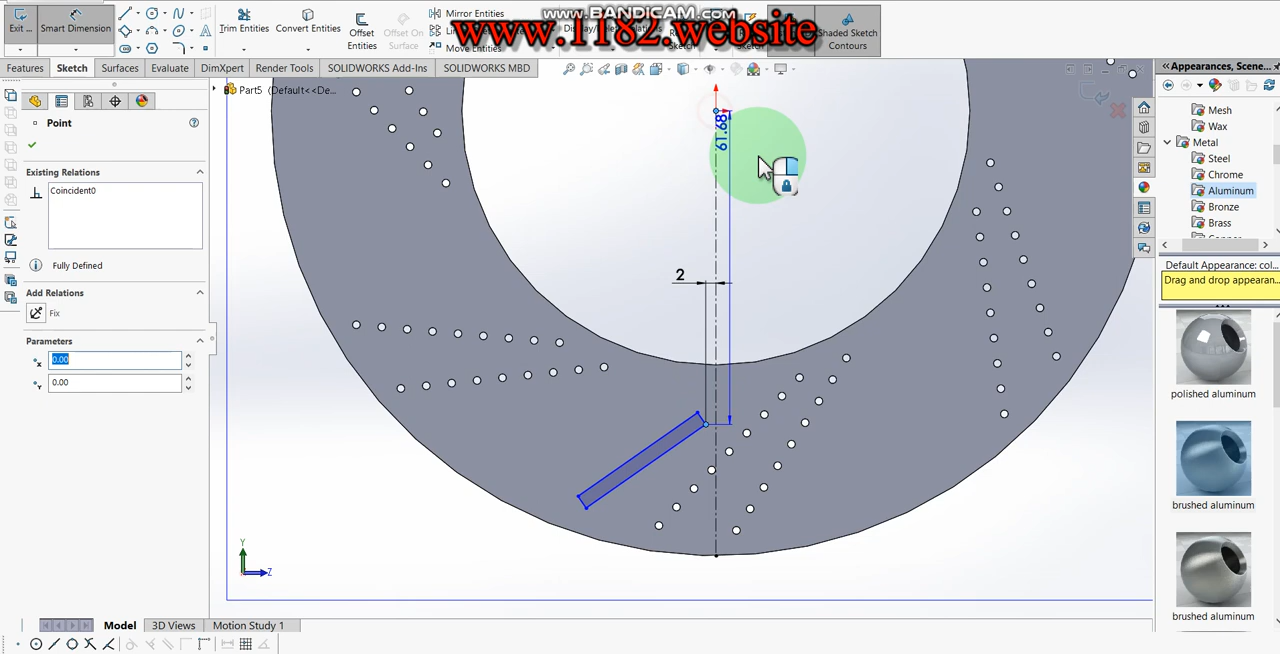 www.BANDICAM.com
www.1182.website
Exit ...
Smart Dimension
Trim Entities
Convert Entities
Offset Entities
Offset On Surface
Mirror Entities
Move Entities
Shaded Sketch Contours
Sketch
Surfaces
Evaluate
DimXpert
Render Tools
SOLIDWORKS Add-Ins
SOLIDWORKS MBD
Part5 (Default<<De...
Point
Existing Relations
Coincident0
Fully Defined
Add Relations
Fix
Parameters
0.00
0.00
61.68
2
Y
Z
Model
3D Views
Motion Study 1
Appearances, Scene...
Mesh
Wax
Metal
Steel
Chrome
Aluminum
Bronze
Brass
Default Appearance: col...
Drag and drop appearan...
polished aluminum
brushed aluminum
brushed aluminum